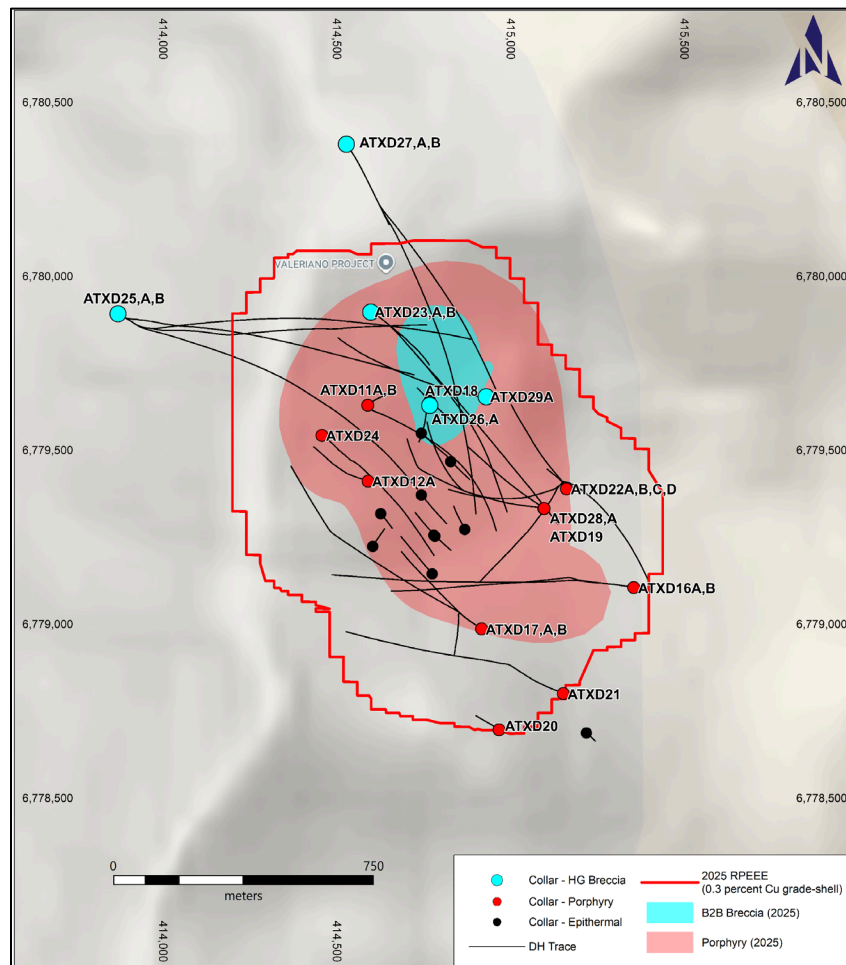 414,000
414,500
415,000
415,500
N
6,780,500
6,780,500
ATXD27,A,B
6,780,000
6,780,000
VALERIANO PROJECT
ATXD25,A,B
ATXD23,A,B
ATXD11A,B
ATXD18
ATXD29A
ATXD26,A
ATXD24
6,779,500
6,779,500
ATXD12A
ATXD22A,B,C,D
ATXD28,A
ATXD19
ATXD16A,B
6,779,000
6,779,000
ATXD17,A,B
ATXD21
ATXD20
6,778,500
6,778,500
0
750
meters
Collar - HG Breccia
Collar - Porphyry
Collar - Epithermal
DH Trace
2025 RPEEE
(0.3 percent Cu grade-shell)
B2B Breccia (2025)
Porphyry (2025)
414,000
414,500